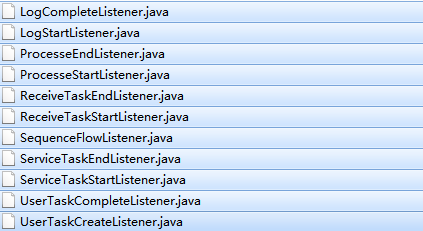 LogCompleteListener.java
LogStartListener.java
ProcesseEndListener.java
ProcesseStartListener.java
ReceiveTaskEndListener.java
ReceiveTaskStartListener.java
SequenceFlowListener.java
ServiceTaskEndListener.java
ServiceTaskStartListener.java
UserTaskCompleteListener.java
UserTaskCreateListener.java